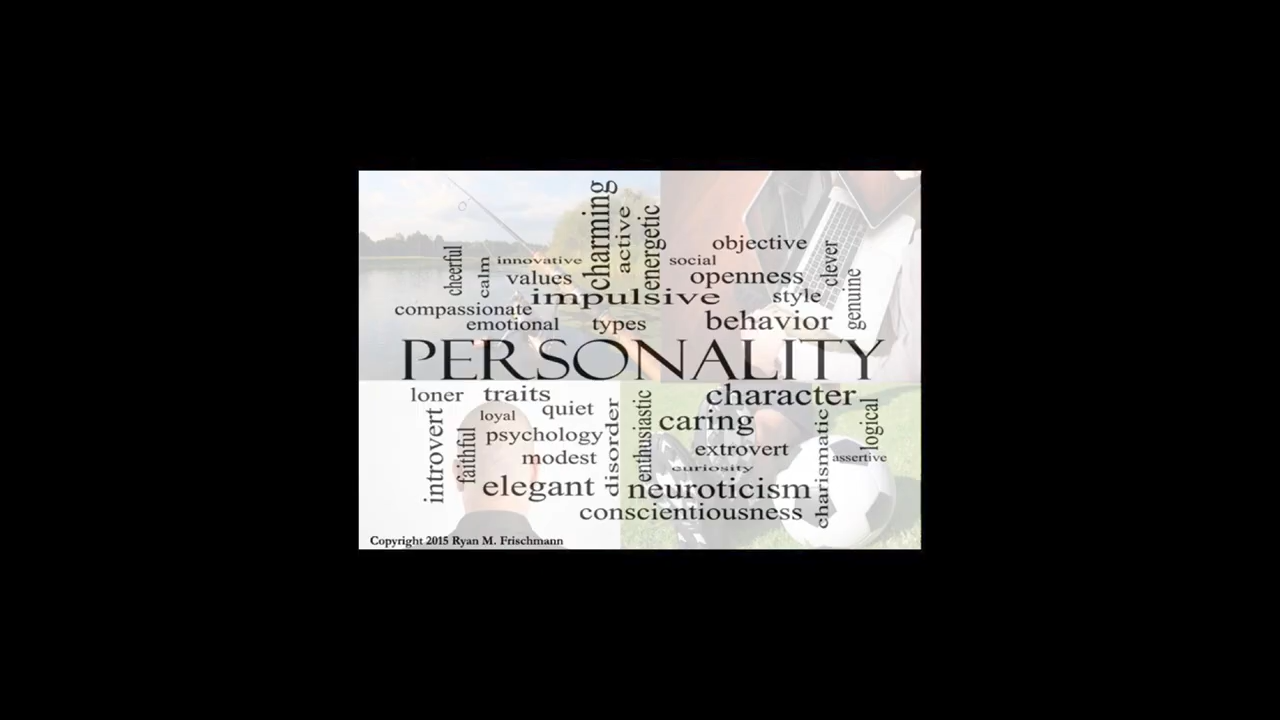 charming
active
energetic
objective
cheerful
calm
innovative
social
clever
values
openness
genuine
impulsive
style
compassionate
emotional
types
behavior
PERSONALITY
loner
traits
character
introvert
faithful
loyal
quiet
disorder
enthusiastic
caring
charismatic
logical
psychology
extrovert
modest
assertive
curiosity
elegant
neuroticism
conscientiousness
Copyright 2015 Ryan M. Frischmann